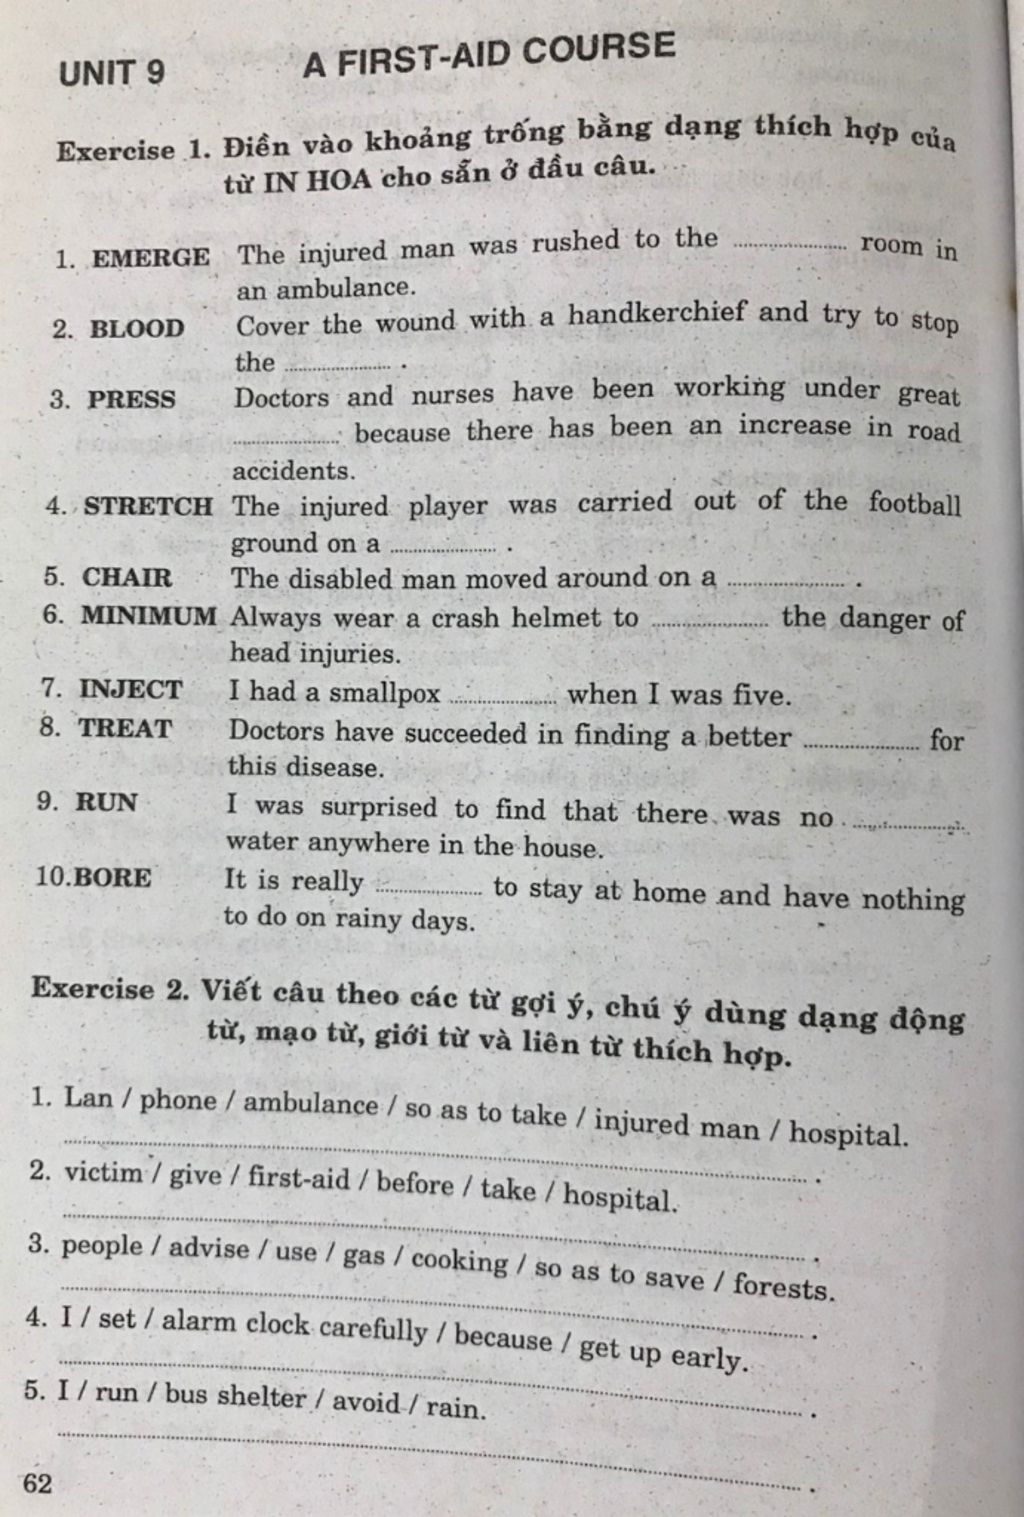 UNIT 9 A FIRST-AID COURSE
Exercise 1. Điền vào khoảng trống bằng dạng thích hợp của
từ IN HOA cho sẵn ở đầu câu.
1. EMERGE The injured man was rushed to the .................... room in
an ambulance.
2. BLOOD Cover the wound with a handkerchief and try to stop
the .................... .
3. PRESS Doctors and nurses have been working under great
.................... because there has been an increase in road
accidents.
4. STRETCH The injured player was carried out of the football
ground on a .................... .
5. CHAIR The disabled man moved around on a .................... .
6. MINIMUM Always wear a crash helmet to .................... the danger of
head injuries.
7. INJECT I had a smallpox .................... when I was five.
8. TREAT Doctors have succeeded in finding a better .................... for
this disease.
9. RUN I was surprised to find that there was no ....................
water anywhere in the house.
10.BORE It is really .................... to stay at home and have nothing
to do on rainy days.
Exercise 2. Viết câu theo các từ gợi ý, chú ý dùng dạng động
từ, mạo từ, giới từ và liên từ thích hợp.
1. Lan / phone / ambulance / so as to take / injured man / hospital.
.................... .
2. victim / give / first-aid / before / take / hospital.
.................... .
3. people / advise / use / gas / cooking / so as to save / forests.
.................... .
4. I / set / alarm clock carefully / because / get up early.
.................... .
5. I / run / bus shelter / avoid / rain.
.................... .
62